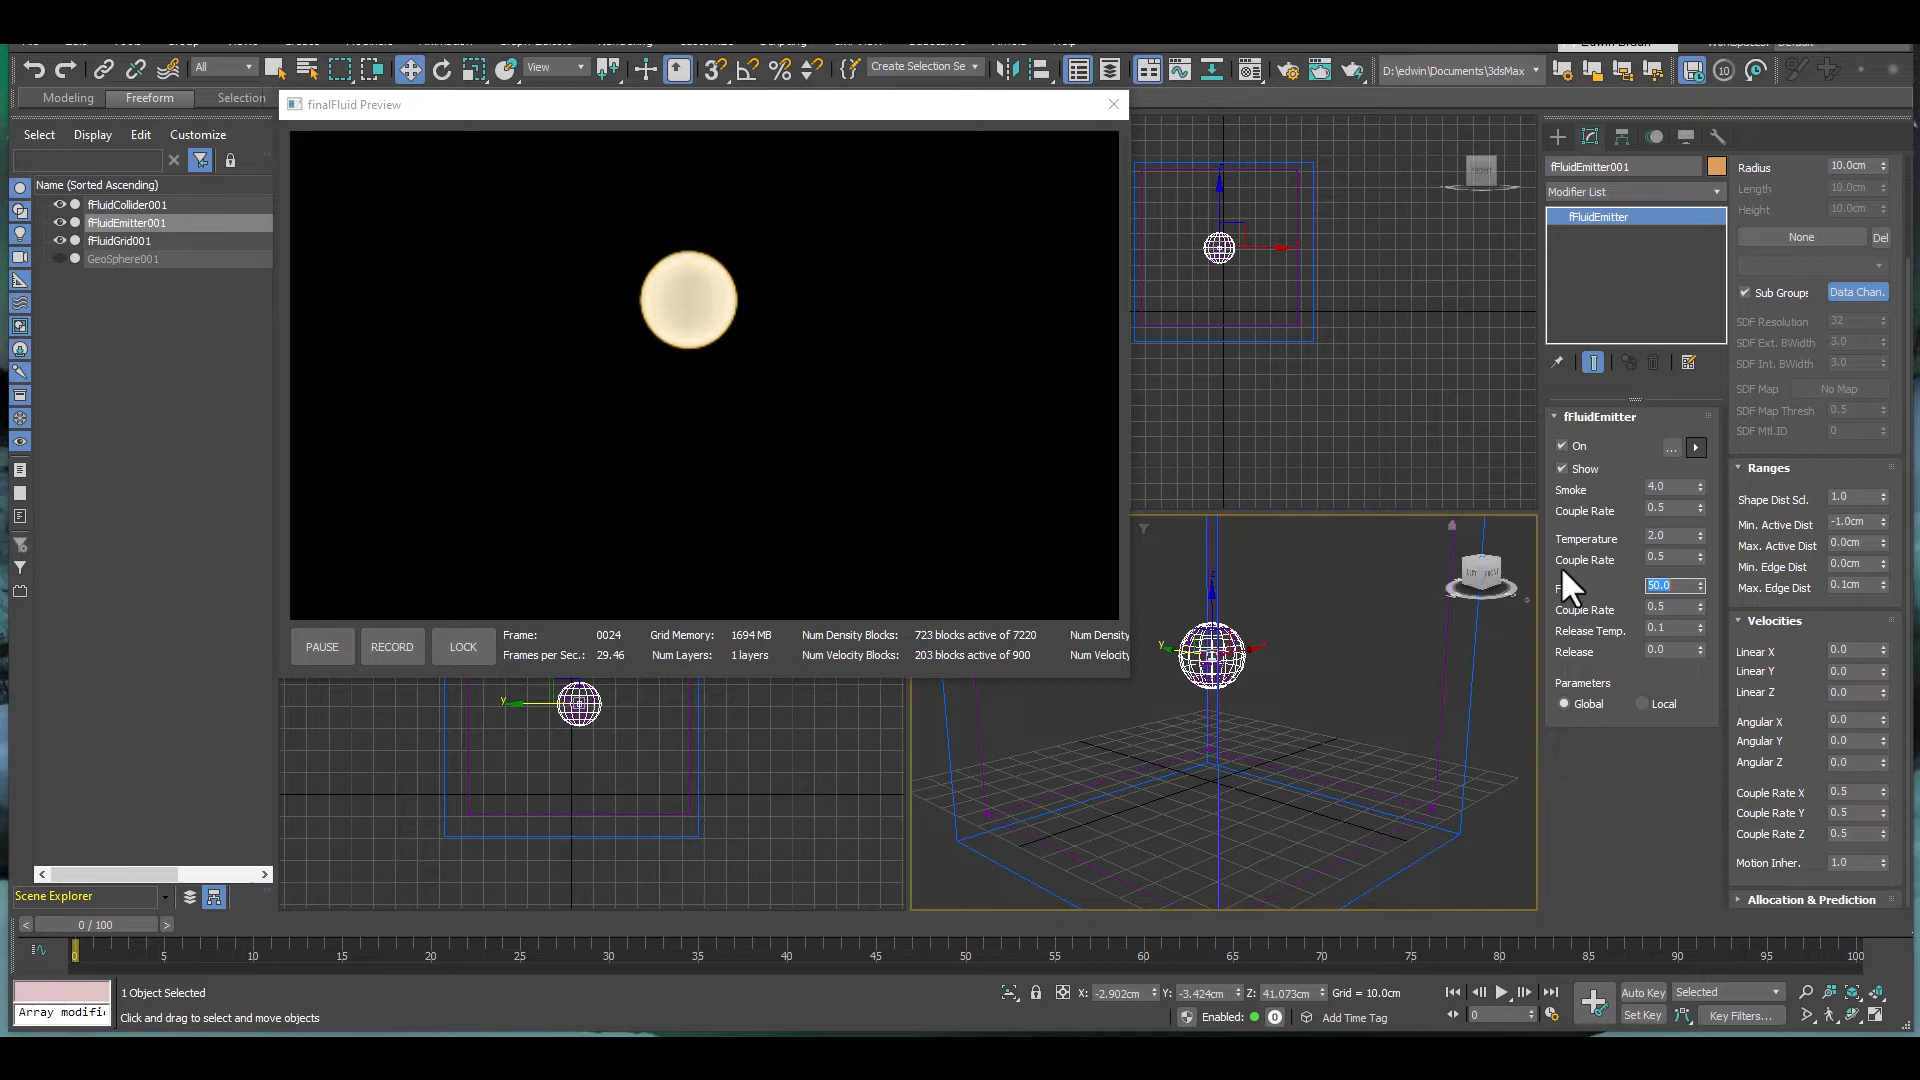 All
View
Create Selection Se
D:\edwin\Documents\3dsMax
10
Edwin Braun
Workspaces:
Default
Modeling
Freeform
Selection
finalFluid Preview
Select
Display
Edit
Customize
Name (Sorted Ascending)
fFluidCollider001
fFluidEmitter001
fFluidGrid001
GeoSphere001
PAUSE
RECORD
LOCK
Frame: 0024
Frames per Sec.: 29.46
Grid Memory: 1694 MB
Num Layers: 1 layers
Num Density Blocks: 723 blocks active of 7220
Num Velocity Blocks: 203 blocks active of 900
Num Density
Num Velocity
FRONT
LEFT
FRONT
z
y
y
fFluidEmitter001
Modifier List
fFluidEmitter
fFluidEmitter
On
...
Show
Smoke 4.0
Couple Rate 0.5
Temperature 2.0
Couple Rate 0.5
50.0
Couple Rate 0.5
Release Temp. 0.1
Release 0.0
Parameters
Global
Local
Radius 10.0cm
Length 10.0cm
Height 10.0cm
None
Del
Sub Groups
Data Chan.
SDF Resolution 32
SDF Ext. BWidth 3.0
SDF Int. BWidth 3.0
SDF Map No Map
SDF Map Thresh 0.5
SDF Mtl.ID 0
Ranges
Shape Dist Scl. 1.0
Min. Active Dist -1.0cm
Max. Active Dist 0.0cm
Min. Edge Dist 0.0cm
Max. Edge Dist 0.1cm
Velocities
Linear X 0.0
Linear Y 0.0
Linear Z 0.0
Angular X 0.0
Angular Y 0.0
Angular Z 0.0
Couple Rate X 0.5
Couple Rate Y 0.5
Couple Rate Z 0.5
Motion Inher. 1.0
Allocation & Prediction
Scene Explorer
0 / 100
0 5 10 15 20 25 30 35 40 45 50 55 60 65 70 75 80 85 90 95 100
1 Object Selected
Array modifi
Click and drag to select and move objects
X: -2.902cm
Y: -3.424cm
Z: 41.073cm
Grid = 10.0cm
Enabled:
0
Add Time Tag
0
Auto Key
Selected
Set Key
Key Filters...